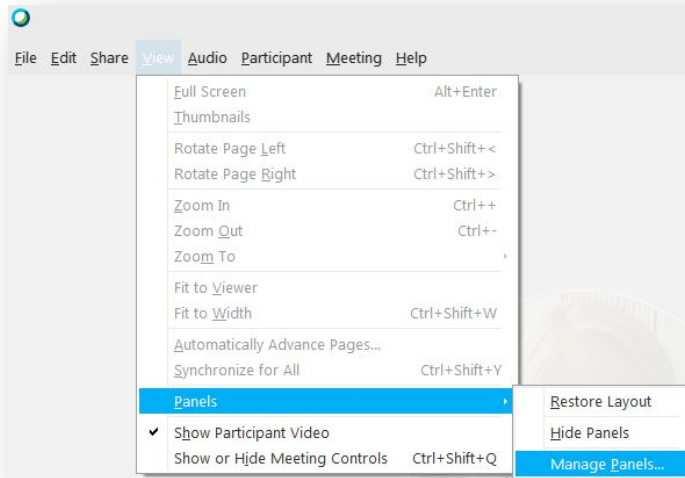 File Edit Share View Audio Participant Meeting Help
Full Screen Alt+Enter
Thumbnails
Rotate Page Left Ctrl+Shift+<
Rotate Page Right Ctrl+Shift+>
Zoom In Ctrl++
Zoom Out Ctrl+-
Zoom To
Fit to Viewer
Fit to Width Ctrl+Shift+W
Automatically Advance Pages...
Synchronize for All Ctrl+Shift+Y
Panels
Restore Layout
Show Participant Video
Hide Panels
Show or Hide Meeting Controls Ctrl+Shift+Q
Manage Panels...